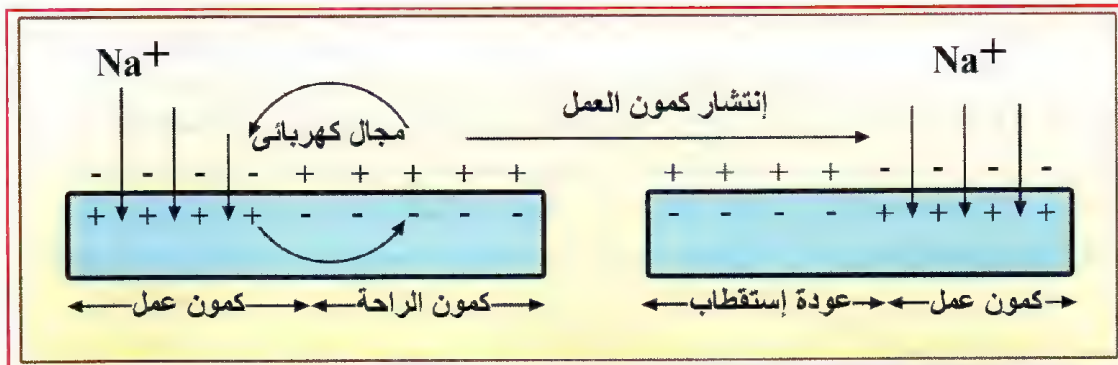 Na+ Na+
إنتشار كمون العمل
مجال كهربائى
- - - - + + + + + + + + + - - - -
+ + + + - - - - - - - - - + + + +
كمون عمل كمون الراحة عودة إستقطاب كمون عمل